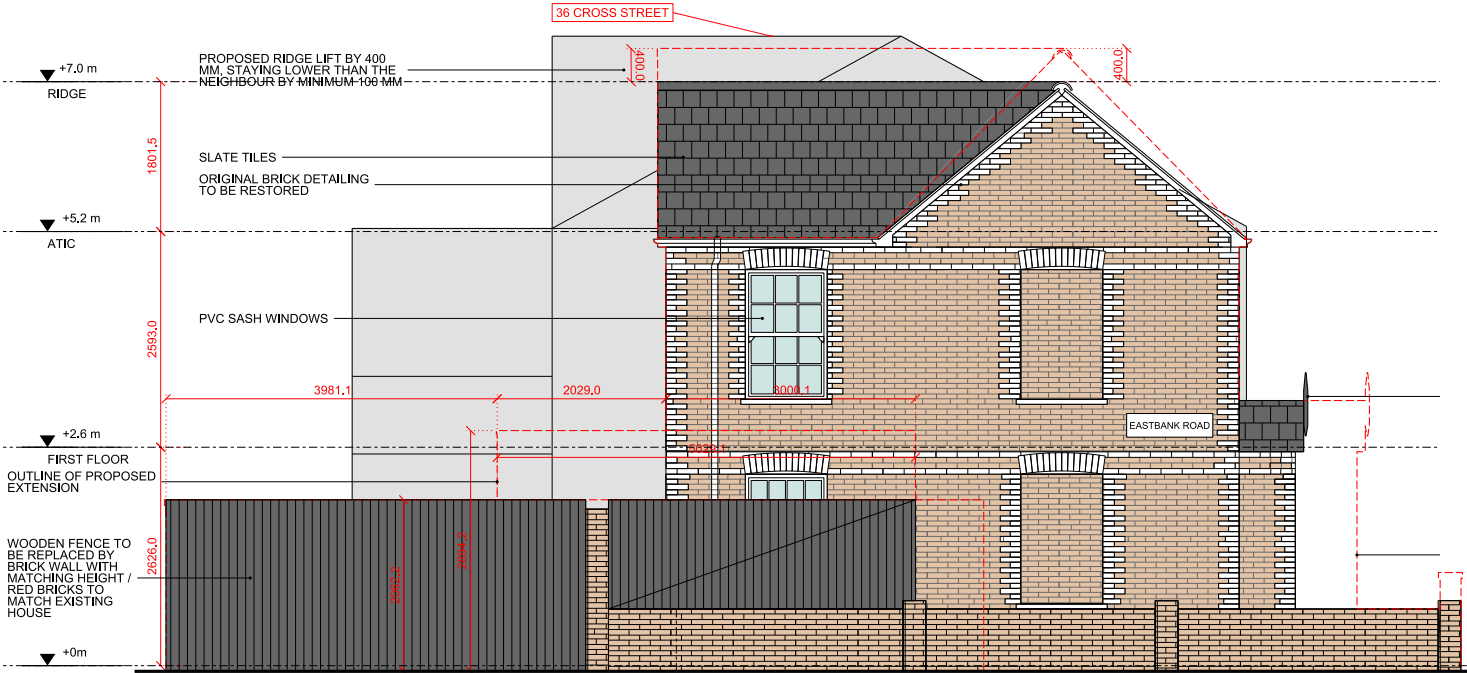 36 CROSS STREET
PROPOSED RIDGE LIFT BY 400
MM, STAYING LOWER THAN THE
NEIGHBOUR BY MINIMUM 100 MM
400.0
400.0
+7.0 m
RIDGE
1801.5
SLATE TILES
ORIGINAL BRICK DETAILING
TO BE RESTORED
+5.2 m
ATIC
2593.0
PVC SASH WINDOWS
3981.1
2029.0
3000.1
EASTBANK ROAD
+2.6 m
FIRST FLOOR
OUTLINE OF PROPOSED
EXTENSION
WOODEN FENCE TO
BE REPLACED BY
BRICK WALL WITH
MATCHING HEIGHT /
RED BRICKS TO
MATCH EXISTING
HOUSE
2626.0
+0m